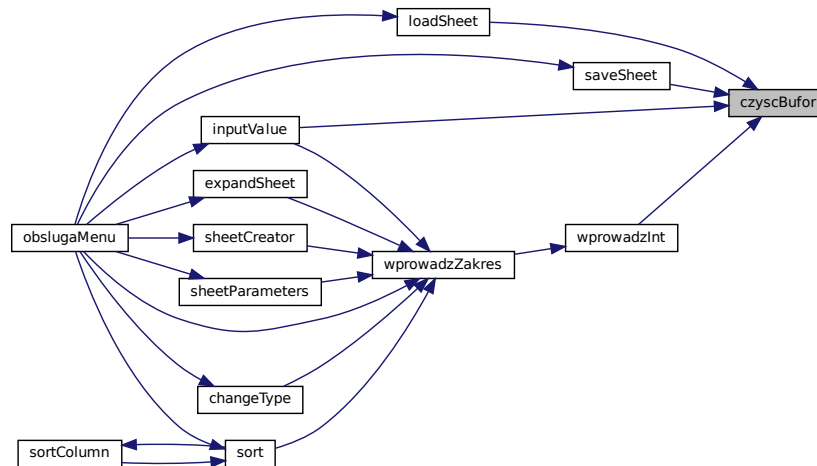 loadSheet
saveSheet
czyscBufor
inputValue
expandSheet
obslugaMenu
sheetCreator
wprowadzInt
wprowadzZakres
sheetParameters
changeType
sortColumn
sort